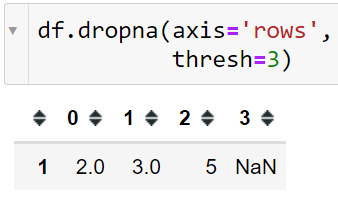 df.dropna(axis='rows',
thresh=3)
0 1 2 3
1 2.0 3.0 5 NaN